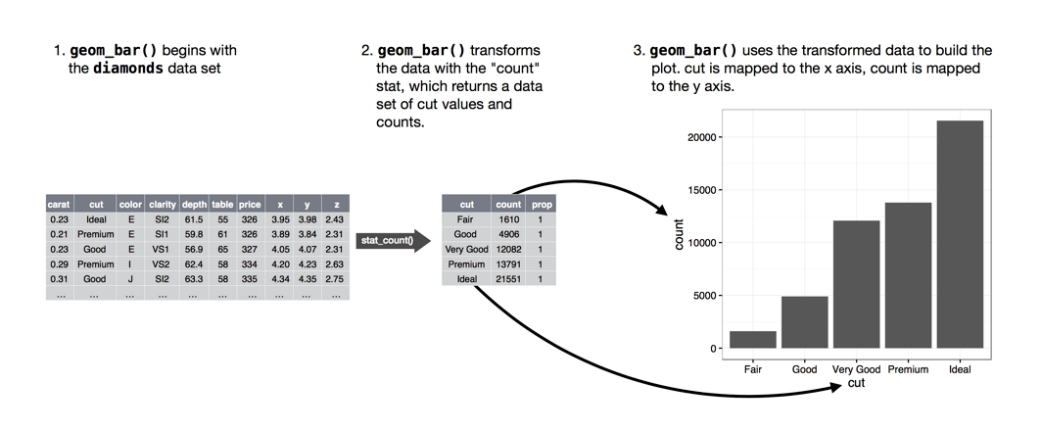 1. geom_bar() begins with
the diamonds data set
2. geom_bar() transforms
the data with the "count"
stat, which returns a data
set of cut values and
counts.
3. geom_bar() uses the transformed data to build the
plot. cut is mapped to the x axis, count is mapped
to the y axis.
carat cut color clarity depth table price x y z
0.23 Ideal E SI2 61.5 55 326 3.95 3.98 2.43
0.21 Premium E SI1 59.8 61 326 3.89 3.84 2.31
0.23 Good E VS1 56.9 65 327 4.05 4.07 2.31
0.29 Premium I VS2 62.4 58 334 4.20 4.23 2.63
0.31 Good J SI2 63.3 58 335 4.34 4.35 2.75
... ... ... ... ... ... ... ... ... ...
stat_count()
cut count prop
Fair 1610 1
Good 4906 1
Very Good 12082 1
Premium 13791 1
Ideal 21551 1
count
20000
15000
10000
5000
0
Fair Good Very Good Premium Ideal
cut